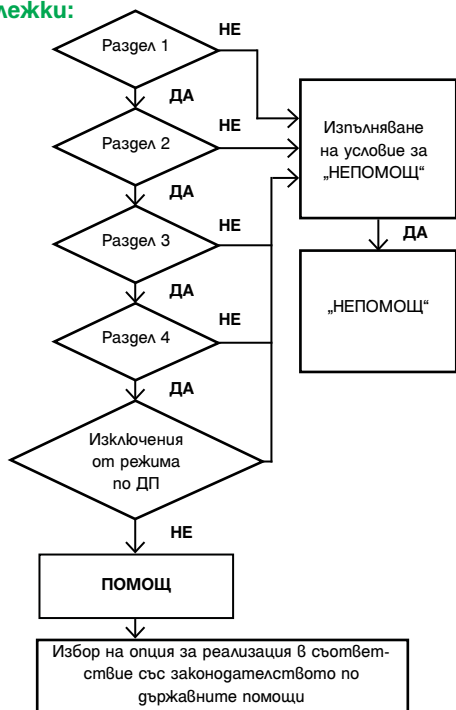 лежки:
Раздел 1
НЕ
ДА
Раздел 2
НЕ
Изпълняване
на условие за
„НЕПОМОЩ“
ДА
Раздел 3
НЕ
ДА
„НЕПОМОЩ“
ДА
Раздел 4
НЕ
ДА
Изключения
от режима
по ДП
НЕ
ПОМОЩ
Избор на опция за реализация в съответ-
ствие със законодателството по
държавните помощи